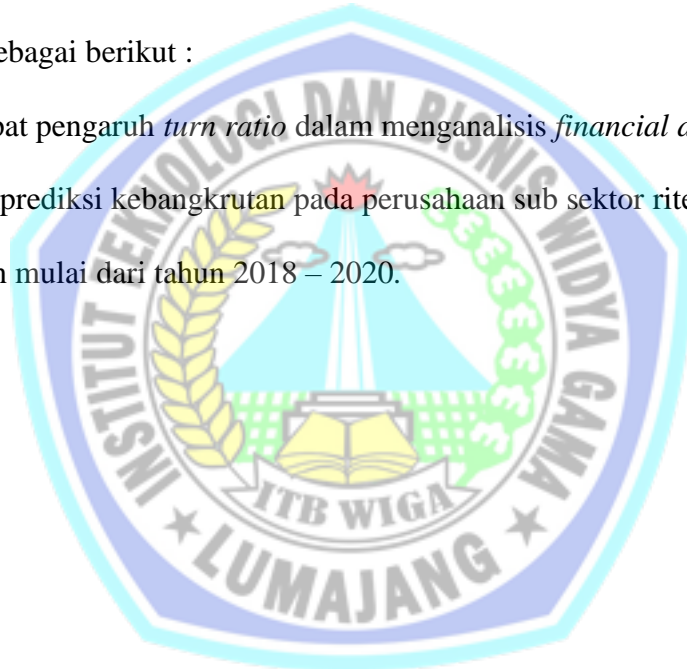 ebagai berikut :
pat pengaruh turn ratio dalam menganalisis financial
prediksi kebangkrutan pada perusahaan sub sektor rite
n mulai dari tahun 2018 – 2020.
INSTITUT TEKNOLOGI DAN BISNIS WIDYA GAMA
ITB WIGA
LUMAJANG